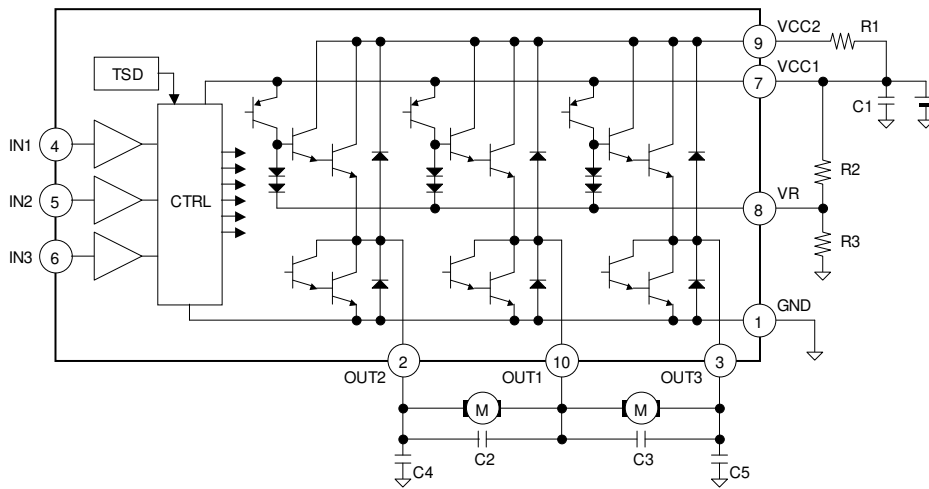 VCC2
R1
9
VCC1
7
C1
TSD
IN1
4
IN2
5
CTRL
R2
VR
8
IN3
6
R3
GND
1
2
10
3
OUT2
OUT1
OUT3
M
M
C4
C2
C3
C5